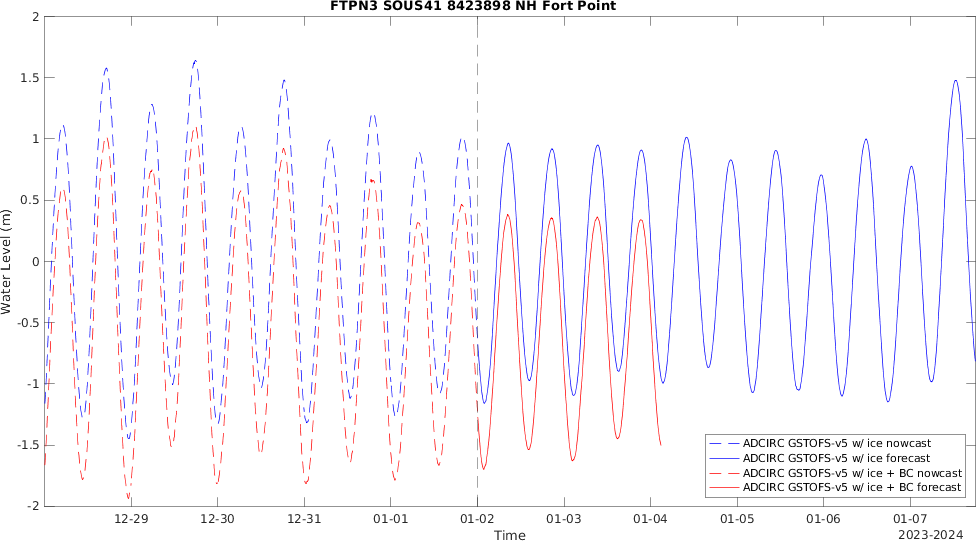 FTPN3 SOUS41 8423898 NH Fort Point
2
1.5
1
0.5
0
-0.5
-1
-1.5
-2
Water Level (m)
12-29 12-30 12-31 01-01 01-02 01-03 01-04 01-05 01-06 01-07
Time
2023-2024
ADCIRC GSTOFS-v5 w/ ice nowcast
ADCIRC GSTOFS-v5 w/ ice forecast
ADCIRC GSTOFS-v5 w/ ice + BC nowcast
ADCIRC GSTOFS-v5 w/ ice + BC forecast